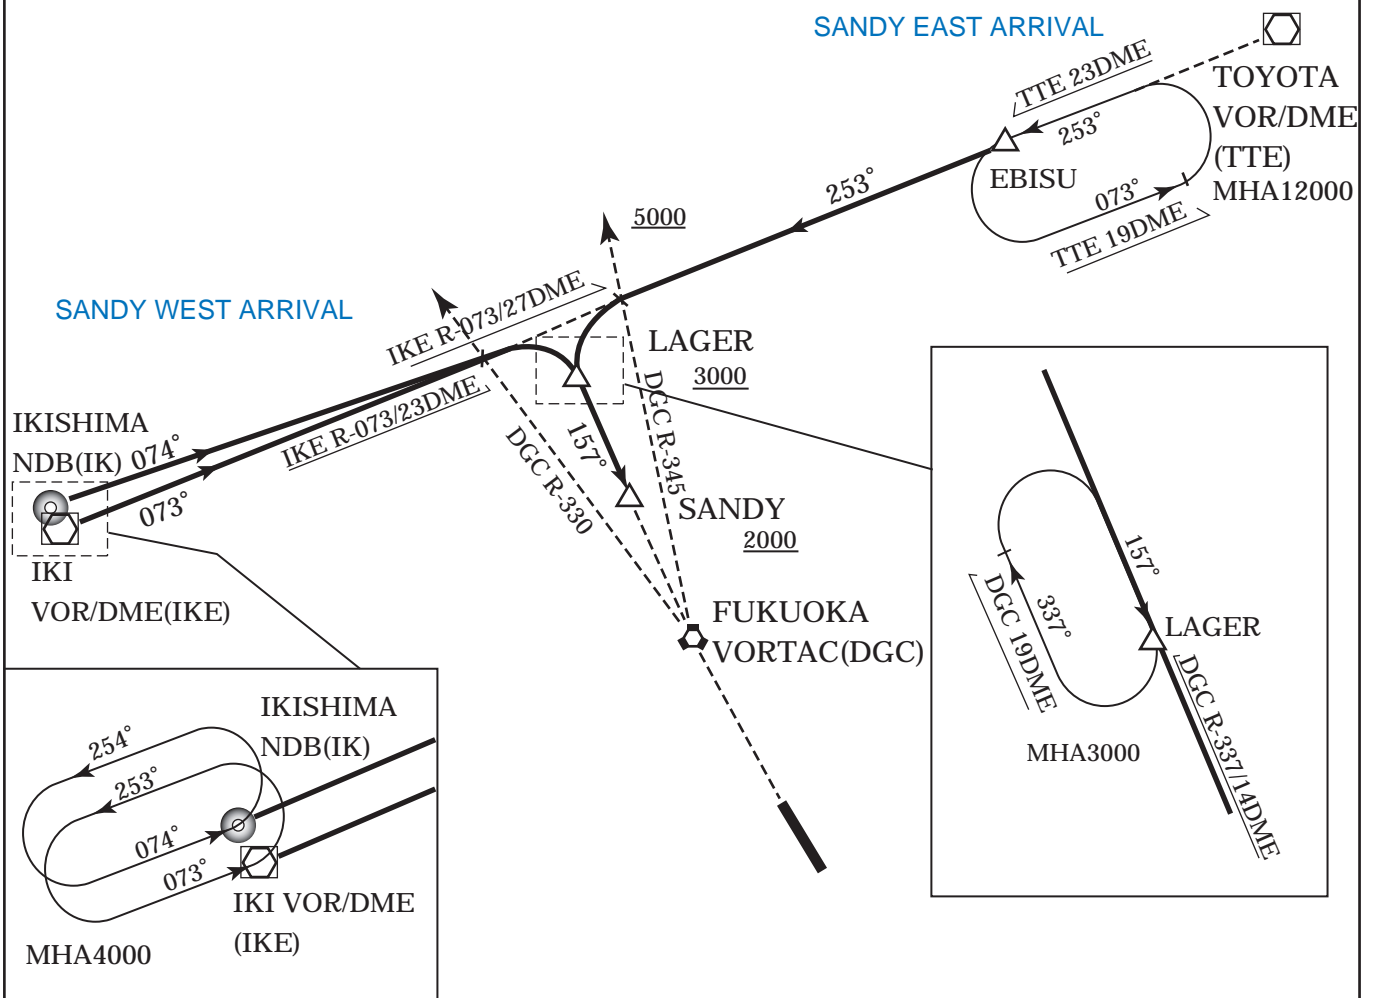 SANDY EAST ARRIVAL
TOYOTA
VOR/DME
(TTE)
MHA12000
TTE 23DME
253°
EBISU
073°
TTE 19DME
253°
5000
SANDY WEST ARRIVAL
IKE R-073/27DME
LAGER
3000
IKE R-073/23DME
DGC R-345
IKISHIMA
NDB(IK)
074°
073°
157°
DGC R-330
SANDY
2000
IKI
VOR/DME(IKE)
FUKUOKA
VORTAC(DGC)
157°
LAGER
337°
DGC 19DME
DGC R-337/14DME
MHA3000
IKISHIMA
NDB(IK)
254°
253°
074°
073°
IKI VOR/DME
(IKE)
MHA4000